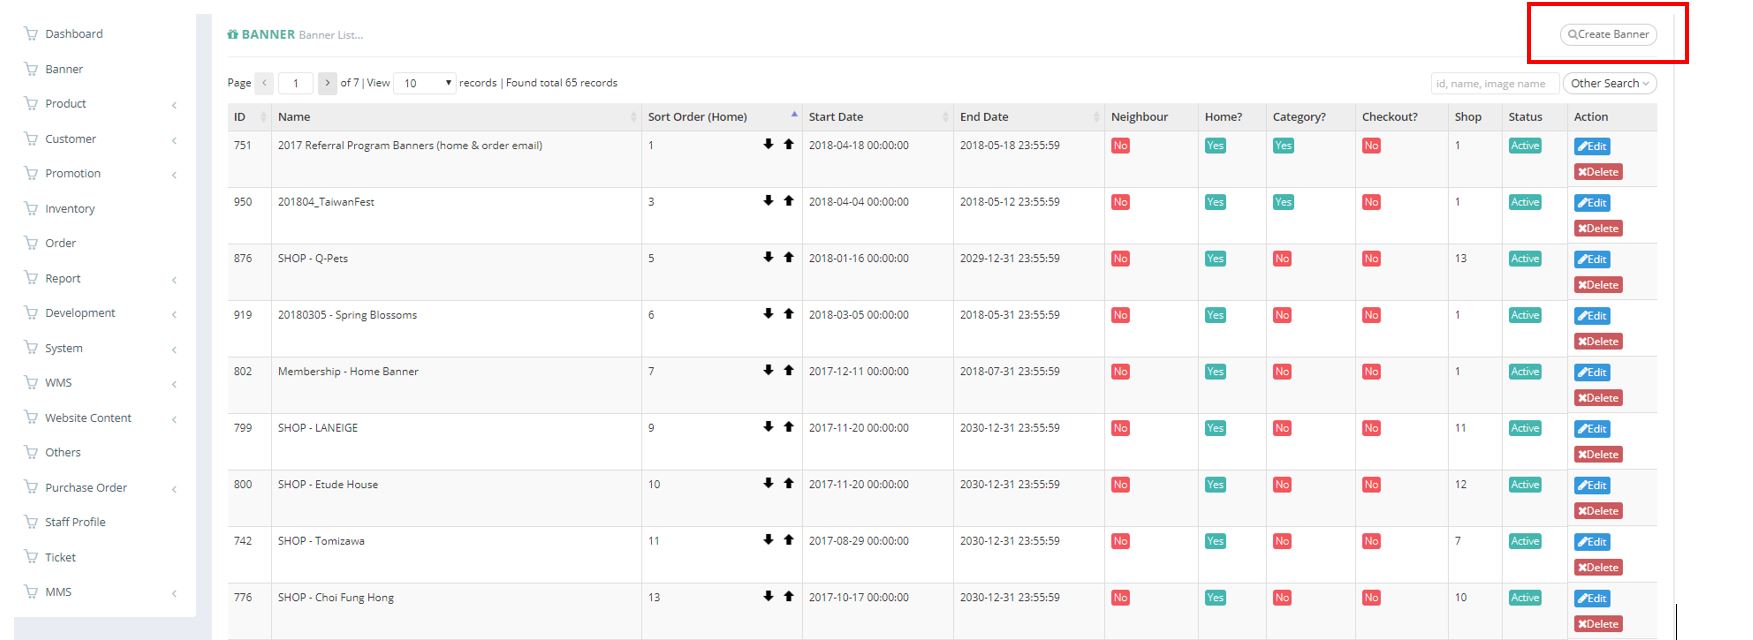 Dashboard
Banner
Product
Customer
Promotion
Inventory
Order
Report
Development
System
WMS
Website Content
Others
Purchase Order
Staff Profile
Ticket
MMS
BANNER Banner List...
Create Banner
Page < 1 > of 7 | View 10 records | Found total 65 records
id, name, image name Other Search
ID Name Sort Order (Home) Start Date End Date Neighbour Home? Category? Checkout? Shop Status Action
751 2017 Referral Program Banners (home & order email) 1 2018-04-18 00:00:00 2018-05-18 23:55:59 No Yes Yes No 1 Active Edit
Delete
950 201804_TaiwanFest 3 2018-04-04 00:00:00 2018-05-12 23:55:59 No Yes Yes No 1 Active Edit
Delete
876 SHOP - Q-Pets 5 2018-01-16 00:00:00 2029-12-31 23:55:59 No Yes No No 13 Active Edit
Delete
919 20180305 - Spring Blossoms 6 2018-03-05 00:00:00 2018-05-31 23:55:59 No Yes No No 1 Active Edit
Delete
802 Membership - Home Banner 7 2017-12-11 00:00:00 2018-07-31 23:55:59 No Yes No No 1 Active Edit
Delete
799 SHOP - LANEIGE 9 2017-11-20 00:00:00 2030-12-31 23:55:59 No Yes No No 11 Active Edit
Delete
800 SHOP - Etude House 10 2017-11-20 00:00:00 2030-12-31 23:55:59 No Yes No No 12 Active Edit
Delete
742 SHOP - Tomizawa 11 2017-08-29 00:00:00 2030-12-31 23:55:59 No Yes No No 7 Active Edit
Delete
776 SHOP - Choi Fung Hong 13 2017-10-17 00:00:00 2030-12-31 23:55:59 No Yes No No 10 Active Edit
Delete